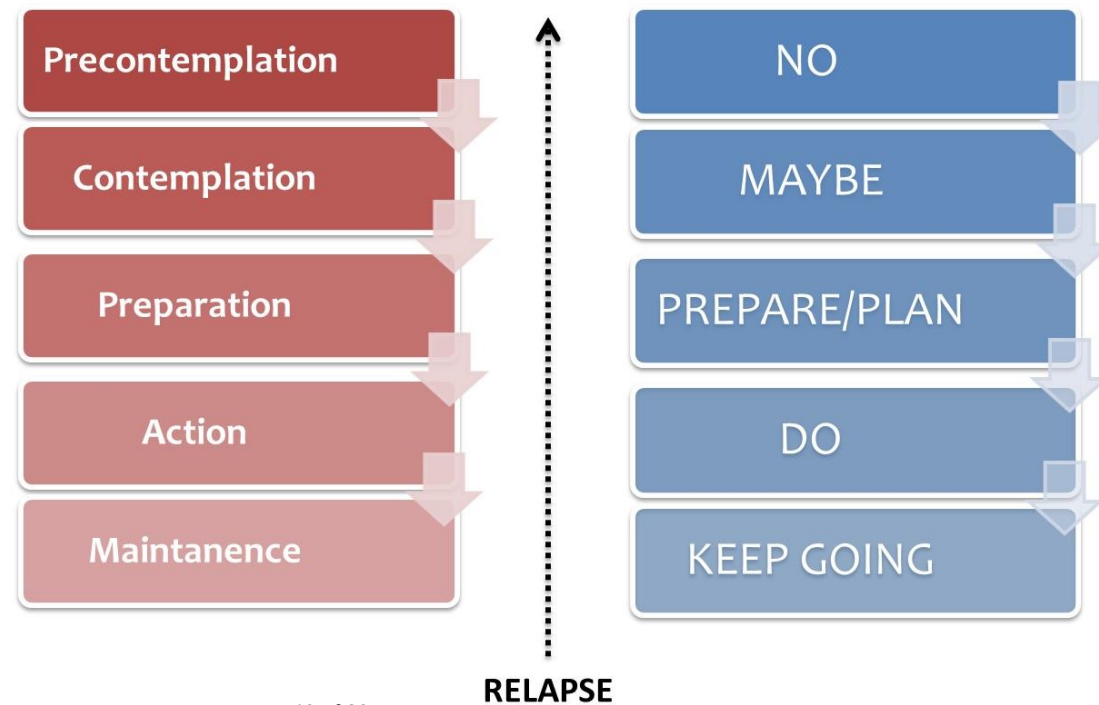 Precontemplation
Contemplation
Preparation
Action
Maintanence
NO
MAYBE
PREPARE/PLAN
DO
KEEP GOING
RELAPSE